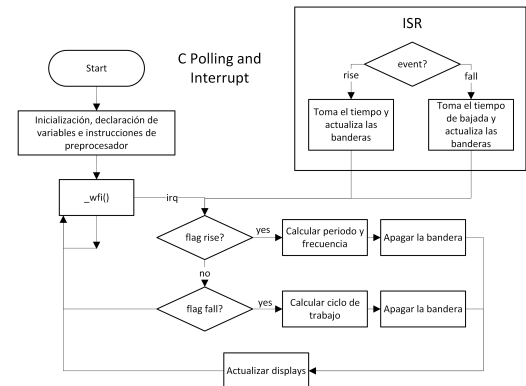 C Polling and
Interrupt
Start
Inicialización, declaración de
variables e instrucciones de
preprocesador
_wfi()
irq
ISR
event?
rise
fall
Toma el tiempo y
actualiza las
banderas
Toma el tiempo
de bajada y
actualiza las
banderas
flag rise?
yes
Calcular periodo y
frecuencia
Apagar la bandera
no
flag fall?
yes
Calcular ciclo de
trabajo
Apagar la bandera
Actualizar displays